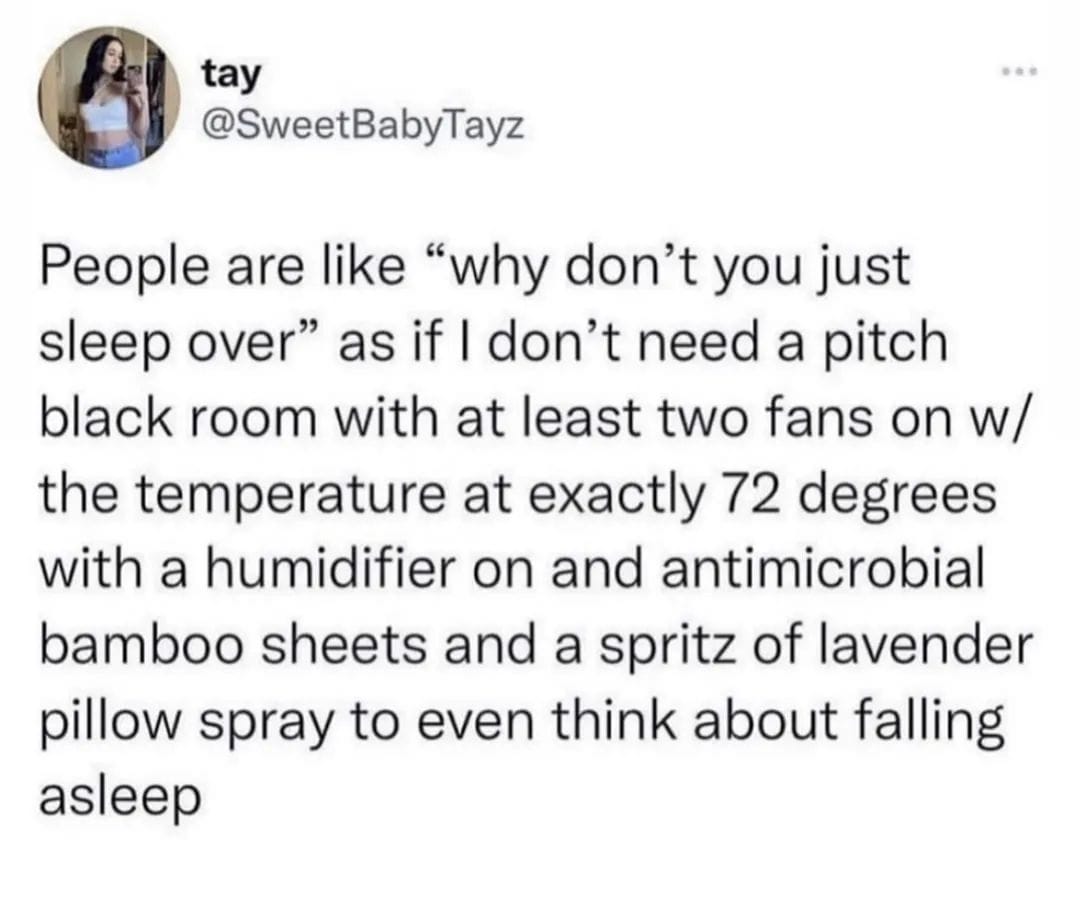 tay
@SweetBabyTayz
People are like “why don’t you just
sleep over” as if I don’t need a pitch
black room with at least two fans on w/
the temperature at exactly 72 degrees
with a humidifier on and antimicrobial
bamboo sheets and a spritz of lavender
pillow spray to even think about falling
asleep